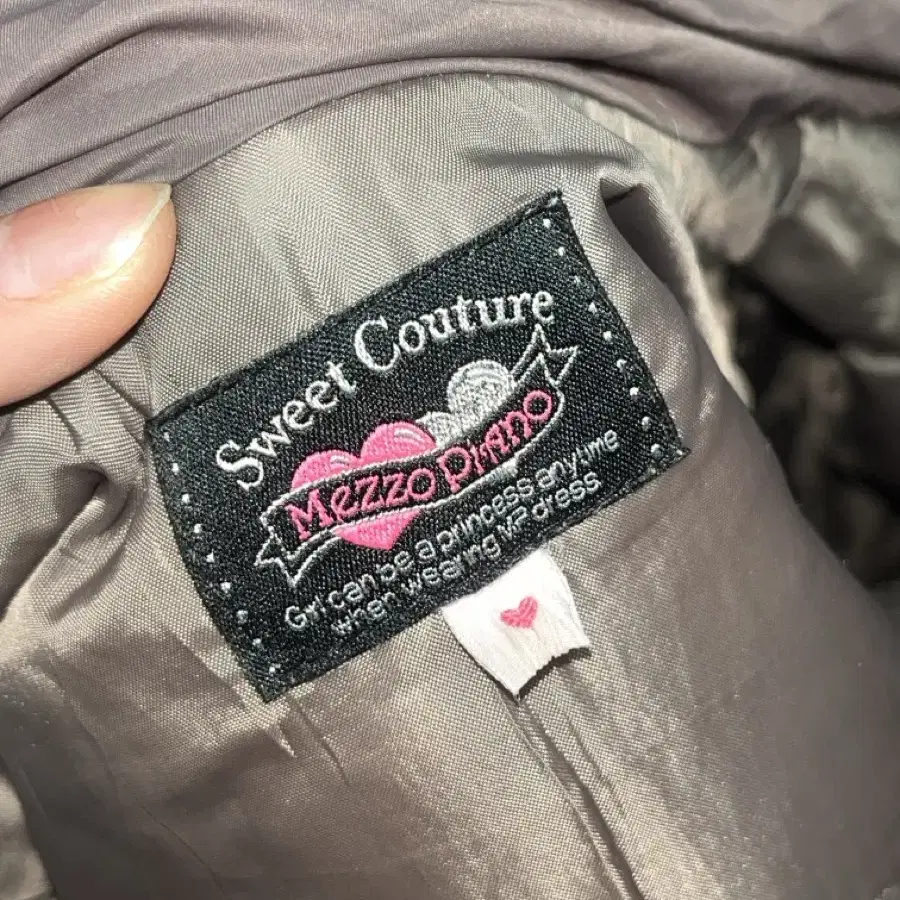 Sweet Couture
Mezzo Piano
Girl can be a princess anytime
when wearing MP dress